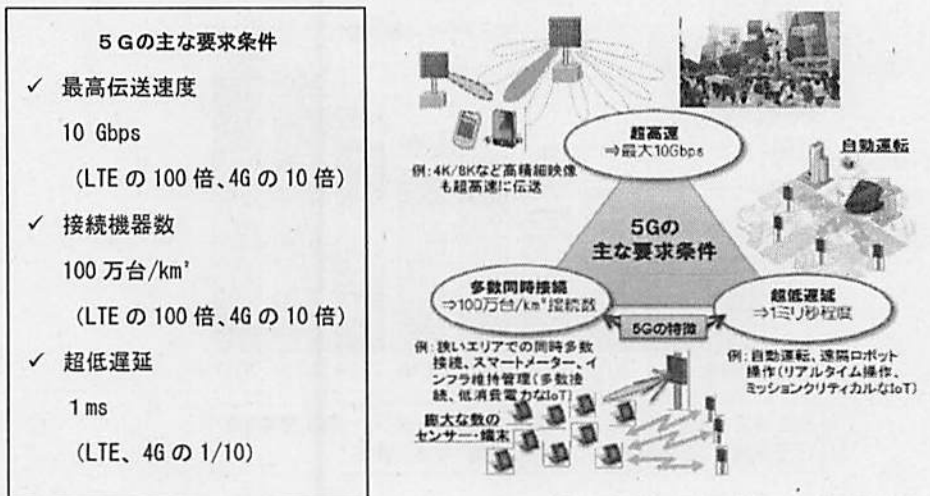 5Gの主な要求条件
✓ 最高伝送速度
10 Gbps
(LTE の 100 倍、4G の 10 倍)
✓ 接続機器数
100 万台/km²
(LTE の 100 倍、4G の 10 倍)
✓ 超低遅延
1ms
(LTE、4G の 1/10)
超高速
⇒最大10Gbps
例:4K/8Kなど高精細映像
も超高速に伝送
自動運転
5Gの
主な要求条件
多数同時接続
⇒100万台/km²接続数
超低遅延
⇒1ミリ秒程度
5Gの特徴
例:狭いエリアでの同時多数
接続、スマートメーター、イ
ンフラ維持管理(多数接
続、低消費電力なIoT)
膨大な数の
センサー・端末
例:自動運転、遠隔ロボット
操作(リアルタイム操作、
ミッションクリティカルなIoT)